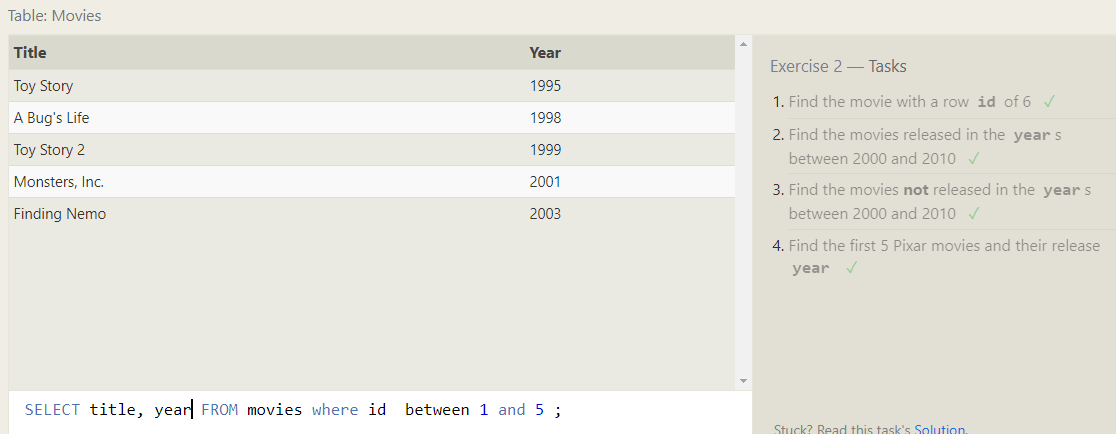 Table: Movies
Title Year
Toy Story 1995
A Bug's Life 1998
Toy Story 2 1999
Monsters, Inc. 2001
Finding Nemo 2003
SELECT title, year FROM movies where id  between 1 and 5 ;
Exercise 2 — Tasks
1. Find the movie with a row id of 6 ✓
2. Find the movies released in the year s
between 2000 and 2010 ✓
3. Find the movies not released in the year s
between 2000 and 2010 ✓
4. Find the first 5 Pixar movies and their release
year ✓
Stuck? Read this task's Solution.